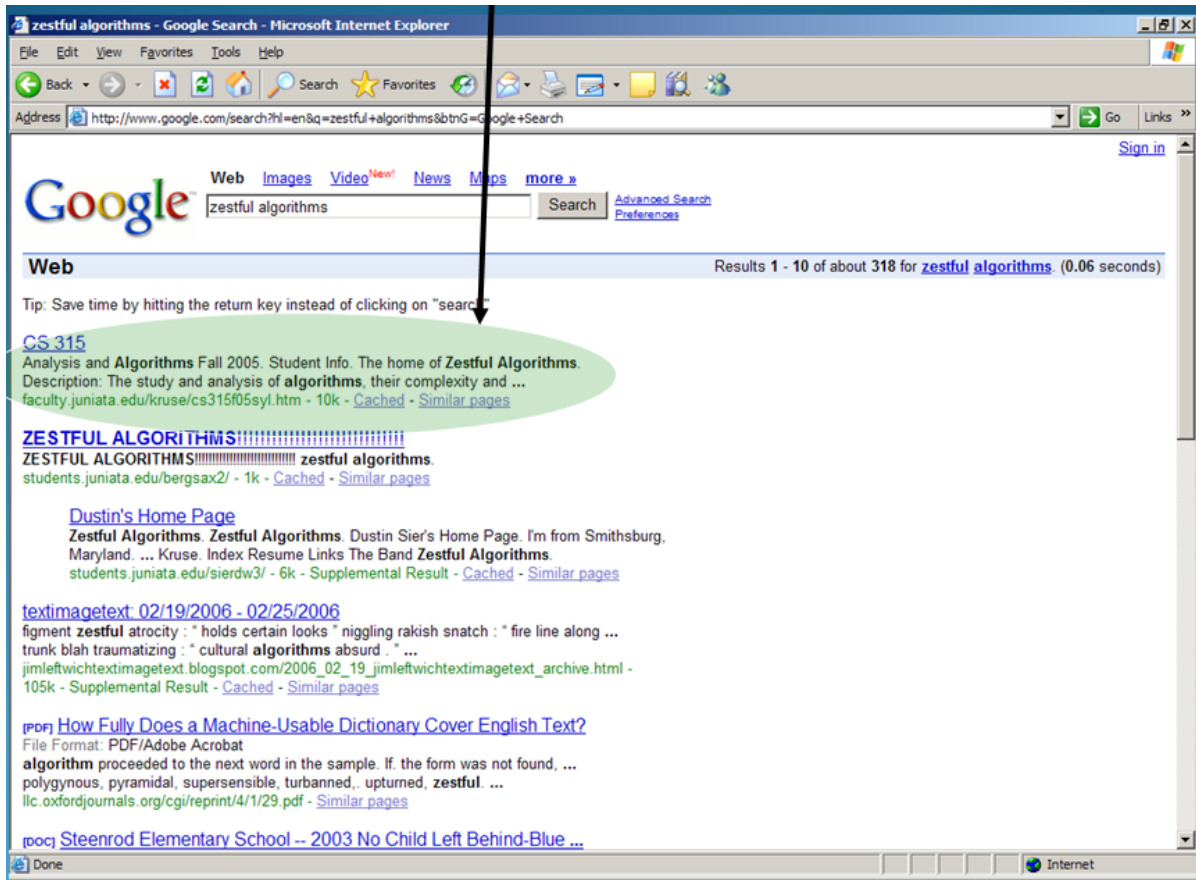 zestful algorithms - Google Search - Microsoft Internet Explorer
File Edit View Favorites Tools Help
Back Search Favorites
Address http://www.google.com/search?hl=en&q=zestful+algorithms&btnG=Google+Search Go Links »
Sign in
Web Images Video New! News Maps more »
Google™ zestful algorithms Search Advanced Search
Preferences
Web Results 1 - 10 of about 318 for zestful algorithms. (0.06 seconds)
Tip: Save time by hitting the return key instead of clicking on "search"
CS 315
Analysis and Algorithms Fall 2005. Student Info. The home of Zestful Algorithms.
Description: The study and analysis of algorithms, their complexity and ...
faculty.juniata.edu/kruse/cs315f05syl.htm - 10k - Cached - Similar pages
ZESTFUL ALGORITHMS!!!!!!!!!!!!!!!!!!!!!!!!!!!!!
ZESTFUL ALGORITHMS!!!!!!!!!!!!!!!!!!!!!!!!!!!!! zestful algorithms.
students.juniata.edu/bergsax2/ - 1k - Cached - Similar pages
Dustin's Home Page
Zestful Algorithms. Zestful Algorithms. Dustin Sier's Home Page. I'm from Smithsburg,
Maryland. ... Kruse. Index Resume Links The Band Zestful Algorithms.
students.juniata.edu/sierdw3/ - 6k - Supplemental Result - Cached - Similar pages
textimagetext: 02/19/2006 - 02/25/2006
figment zestful atrocity : " holds certain looks " niggling rakish snatch : " fire line along ...
trunk blah traumatizing : " cultural algorithms absurd . " ...
jimleftwichtextimagetext.blogspot.com/2006_02_19_jimleftwichtextimagetext_archive.html -
105k - Supplemental Result - Cached - Similar pages
[PDF] How Fully Does a Machine-Usable Dictionary Cover English Text?
File Format: PDF/Adobe Acrobat
algorithm proceeded to the next word in the sample. If. the form was not found, ...
polygynous, pyramidal, supersensible, turbanned,. upturned, zestful. ...
llc.oxfordjournals.org/cgi/reprint/4/1/29.pdf - Similar pages
[DOC] Steenrod Elementary School -- 2003 No Child Left Behind-Blue ...
Done Internet